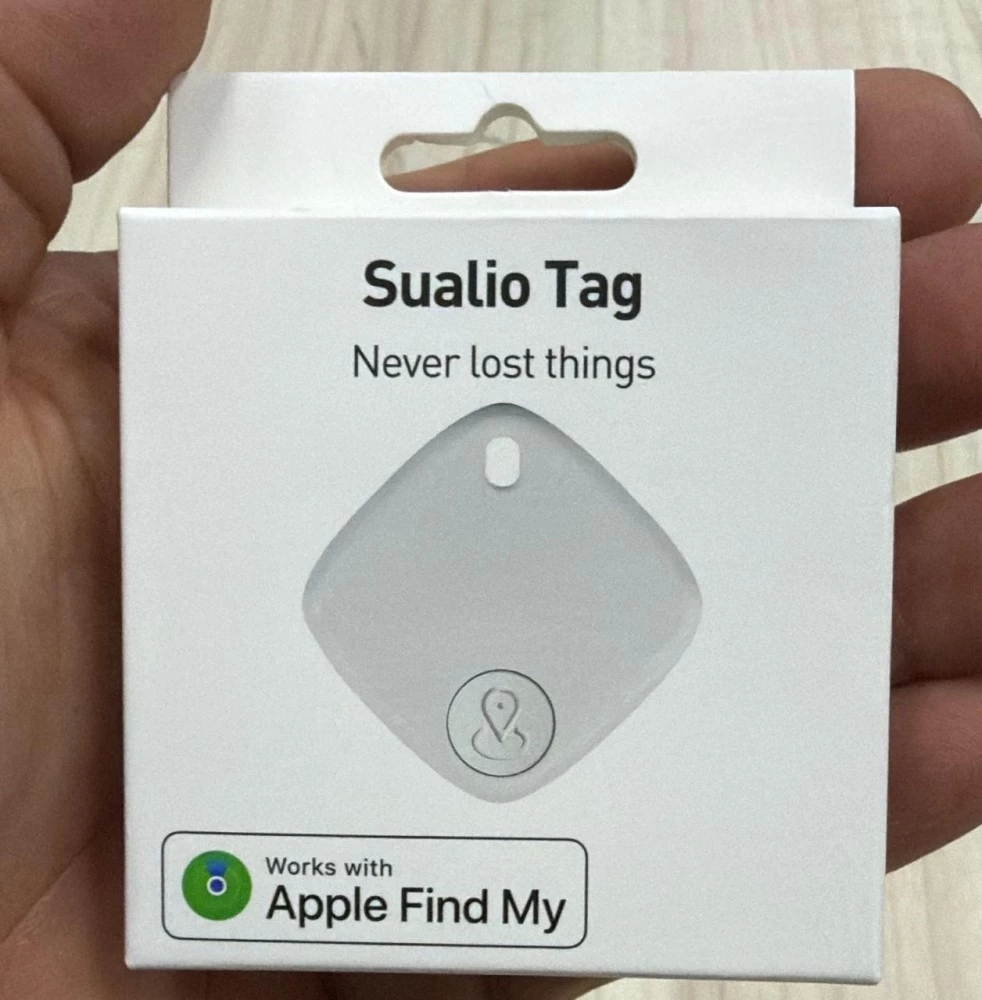 Sualio Tag
Never lost things
Works with
Apple Find My